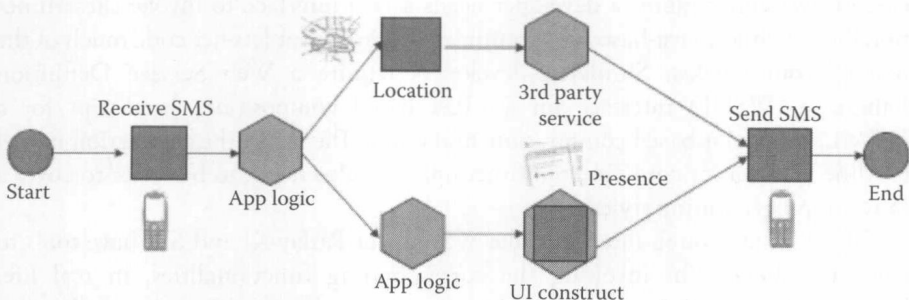 Location
3rd party
service
Receive SMS
Send SMS
Start
App logic
Presence
End
App logic
UI construct